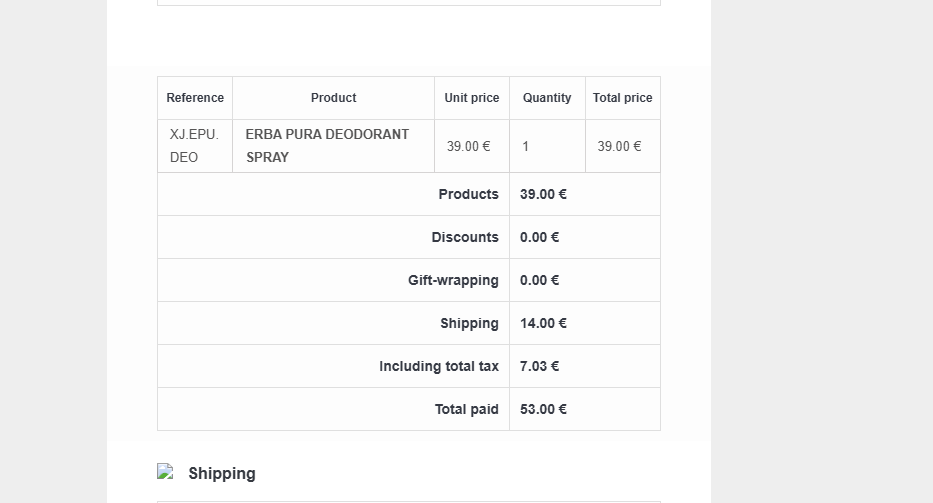 Reference Product Unit price Quantity Total price
XJ.EPU. ERBA PURA DEODORANT
DEO SPRAY 39.00 € 1 39.00 €
Products 39.00 €
Discounts 0.00 €
Gift-wrapping 0.00 €
Shipping 14.00 €
Including total tax 7.03 €
Total paid 53.00 €
Shipping